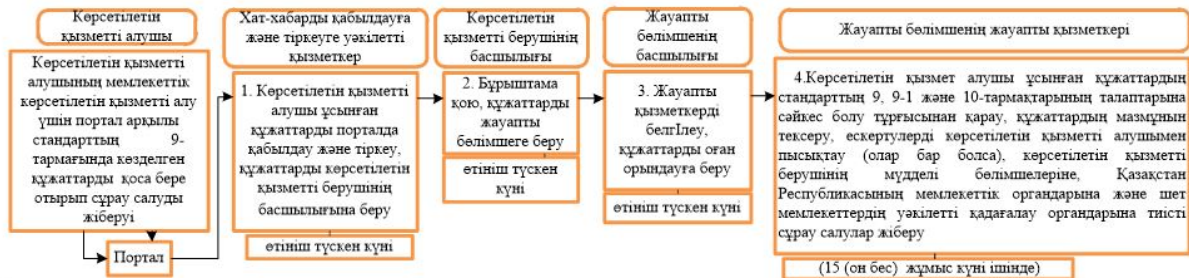 Көрсетілетін
қызметті алушы
Көрсетілетін қызметті
алушының мемлекеттік
көрсетілетін қызметті алу
үшін портал арқылы
стандарттың 9-
тармағында көзделген
құжаттарды қоса бере
отырып сұрау салуды
жіберуі
Портал
Хат-хабарды қабылдауға
және тіркеуге уәкілетті
қызметкер
1. Көрсетілетін қызметті
алушы ұсынған
құжаттарды порталда
қабылдау және тіркеу,
құжаттарды көрсетілетін
қызметті берушінің
басшылығына беру
өтініш түскен күні
Көрсетілетін
қызметті берушінің
басшылығы
2. Бұрыштама
қою, құжаттарды
жауапты
бөлімшеге беру
өтініш түскен
күні
Жауапты
бөлімшенің
басшылығы
3. Жауапты
қызметкерді
белгІлеу,
құжаттарды оған
орындауға беру
өтініш түскен күні
Жауапты бөлімшенің жауапты қызметкері
4.Көрсетілетін қызмет алушы ұсынған құжаттардың
стандарттың 9, 9-1 және 10-тармақтарының талаптарына
сәйкес болу тұрғысынан қарау, құжаттардың мазмұнын
тексеру, ескертулерді көрсетілетін қызметті алушымен
пысықтау (олар бар болса), көрсетілетін қызметті
берушінің мүдделі бөлімшелеріне, Қазақстан
Республикасының мемлекеттік органдарына және шет
мемлекеттердің уәкілетті қадағалау органдарына тиісті
сұрау салулар жіберу
(15 (он бес) жұмыс күні ішінде)